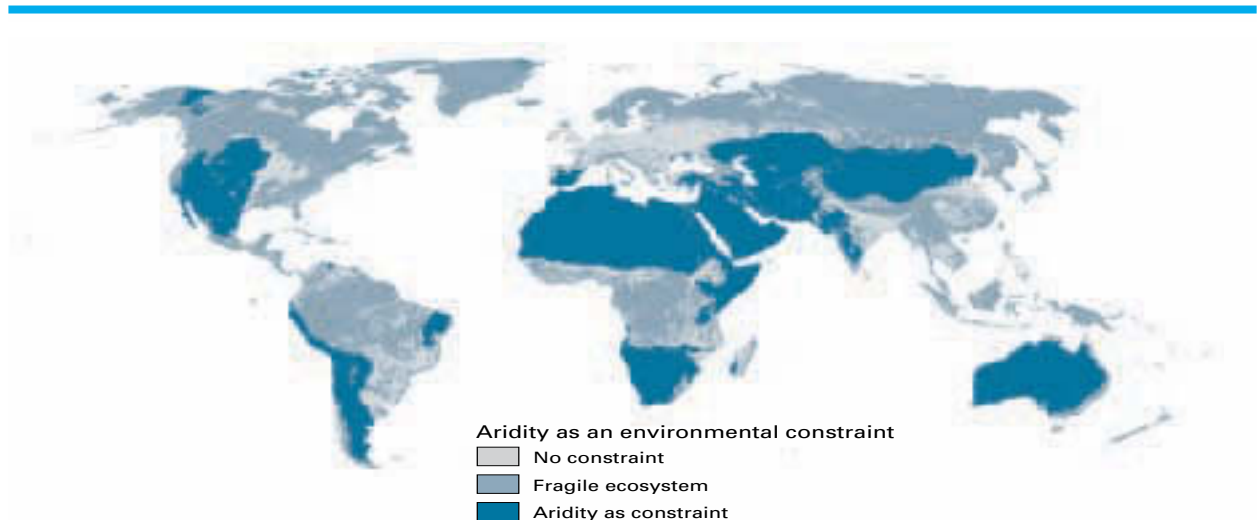 Aridity as an environmental constraint
No constraint
Fragile ecosystem
Aridity as constraint